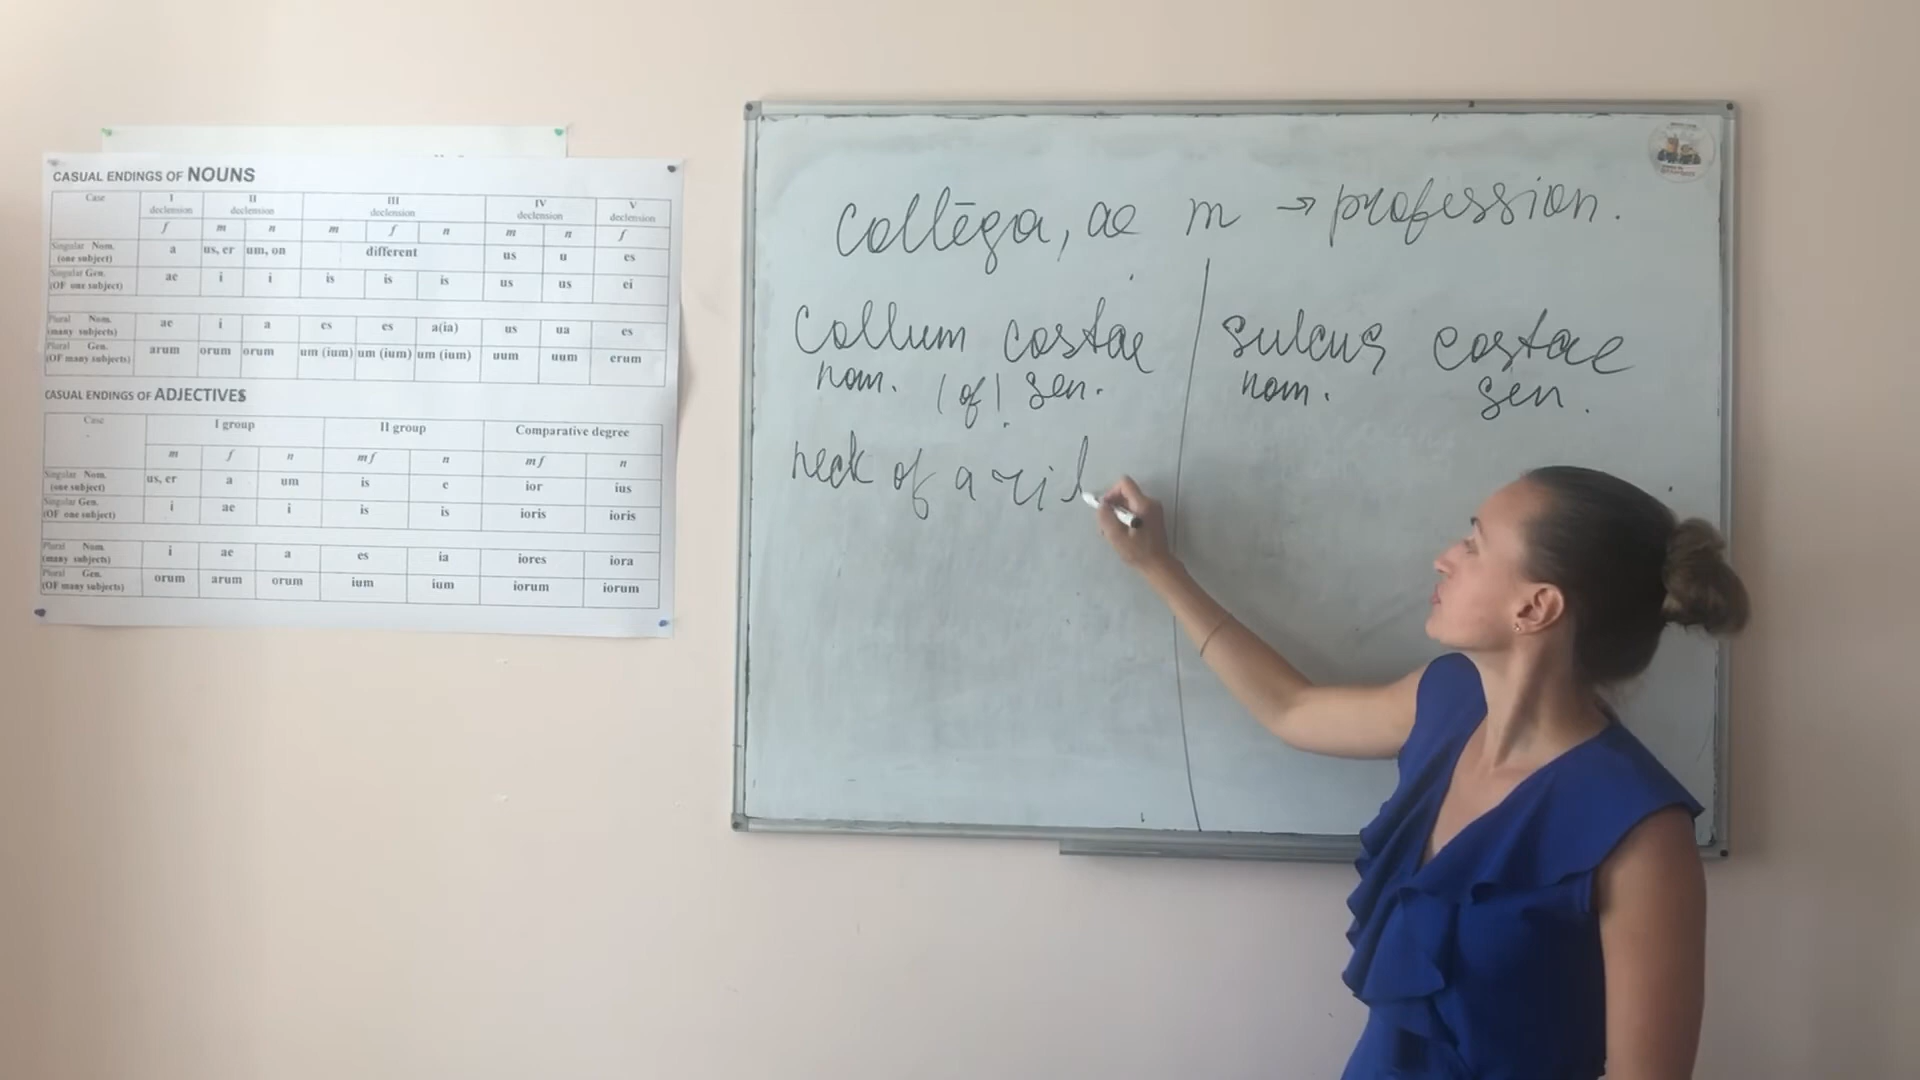 CASUAL ENDINGS OF NOUNS
Case I declension II declension III declension IV declension V declension
f m n m f n m n f
Singular Nom. (one subject) a us, er um, on different us u es
Singular Gen. (OF one subject) ae i i is is is us us ei
Plural Nom. (many subjects) ae i a es es a(ia) us ua es
Plural Gen. (OF many subjects) arum orum orum um (ium) um (ium) um (ium) uum uum erum
CASUAL ENDINGS OF ADJECTIVES
Case I group II group Comparative degree
m f n m f n m f n
Singular Nom. (one subject) us, er a um is e ior ius
Singular Gen. (OF one subject) i ae i is is ioris ioris
Plural Nom. (many subjects) i ae a es ia iores iora
Plural Gen. (OF many subjects) orum arum orum ium ium iorum iorum
collēga, ae m → profession.
collum costae
nom. (of) gen.
neck of a rib
sulcus costae
nom. gen.